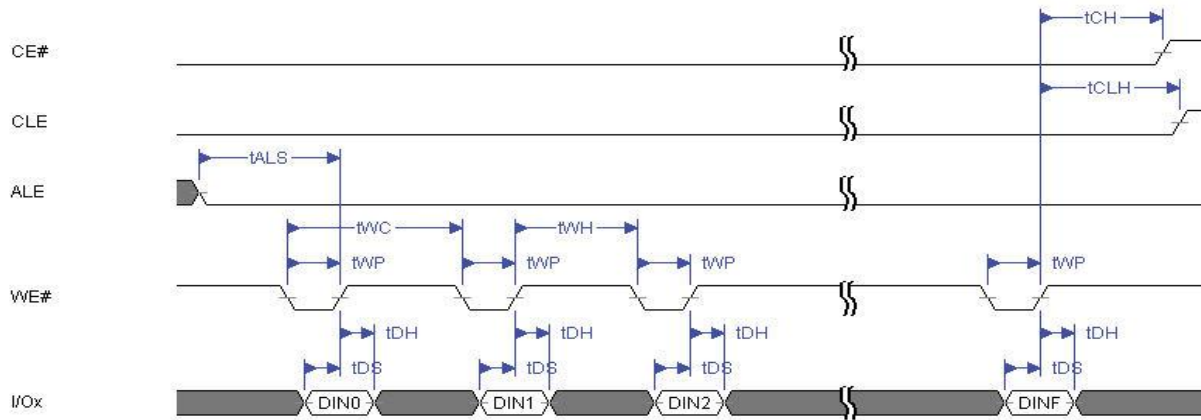 tCH
CE#
tCLH
CLE
tALS
ALE
tWC tWH
tWP tWP tWP tWP
WE#
tDH tDH tDH tDH
tDS tDS tDS tDS
I/Ox DIN0 DIN1 DIN2 DINF